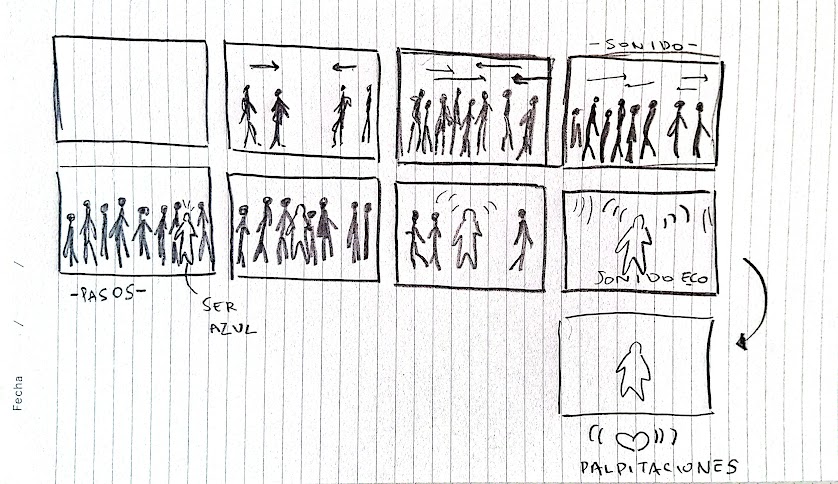 -SONIDO-
-PASOS-
SER
AZUL
SONIDO ECO
PALPITACIONES
Fecha / /